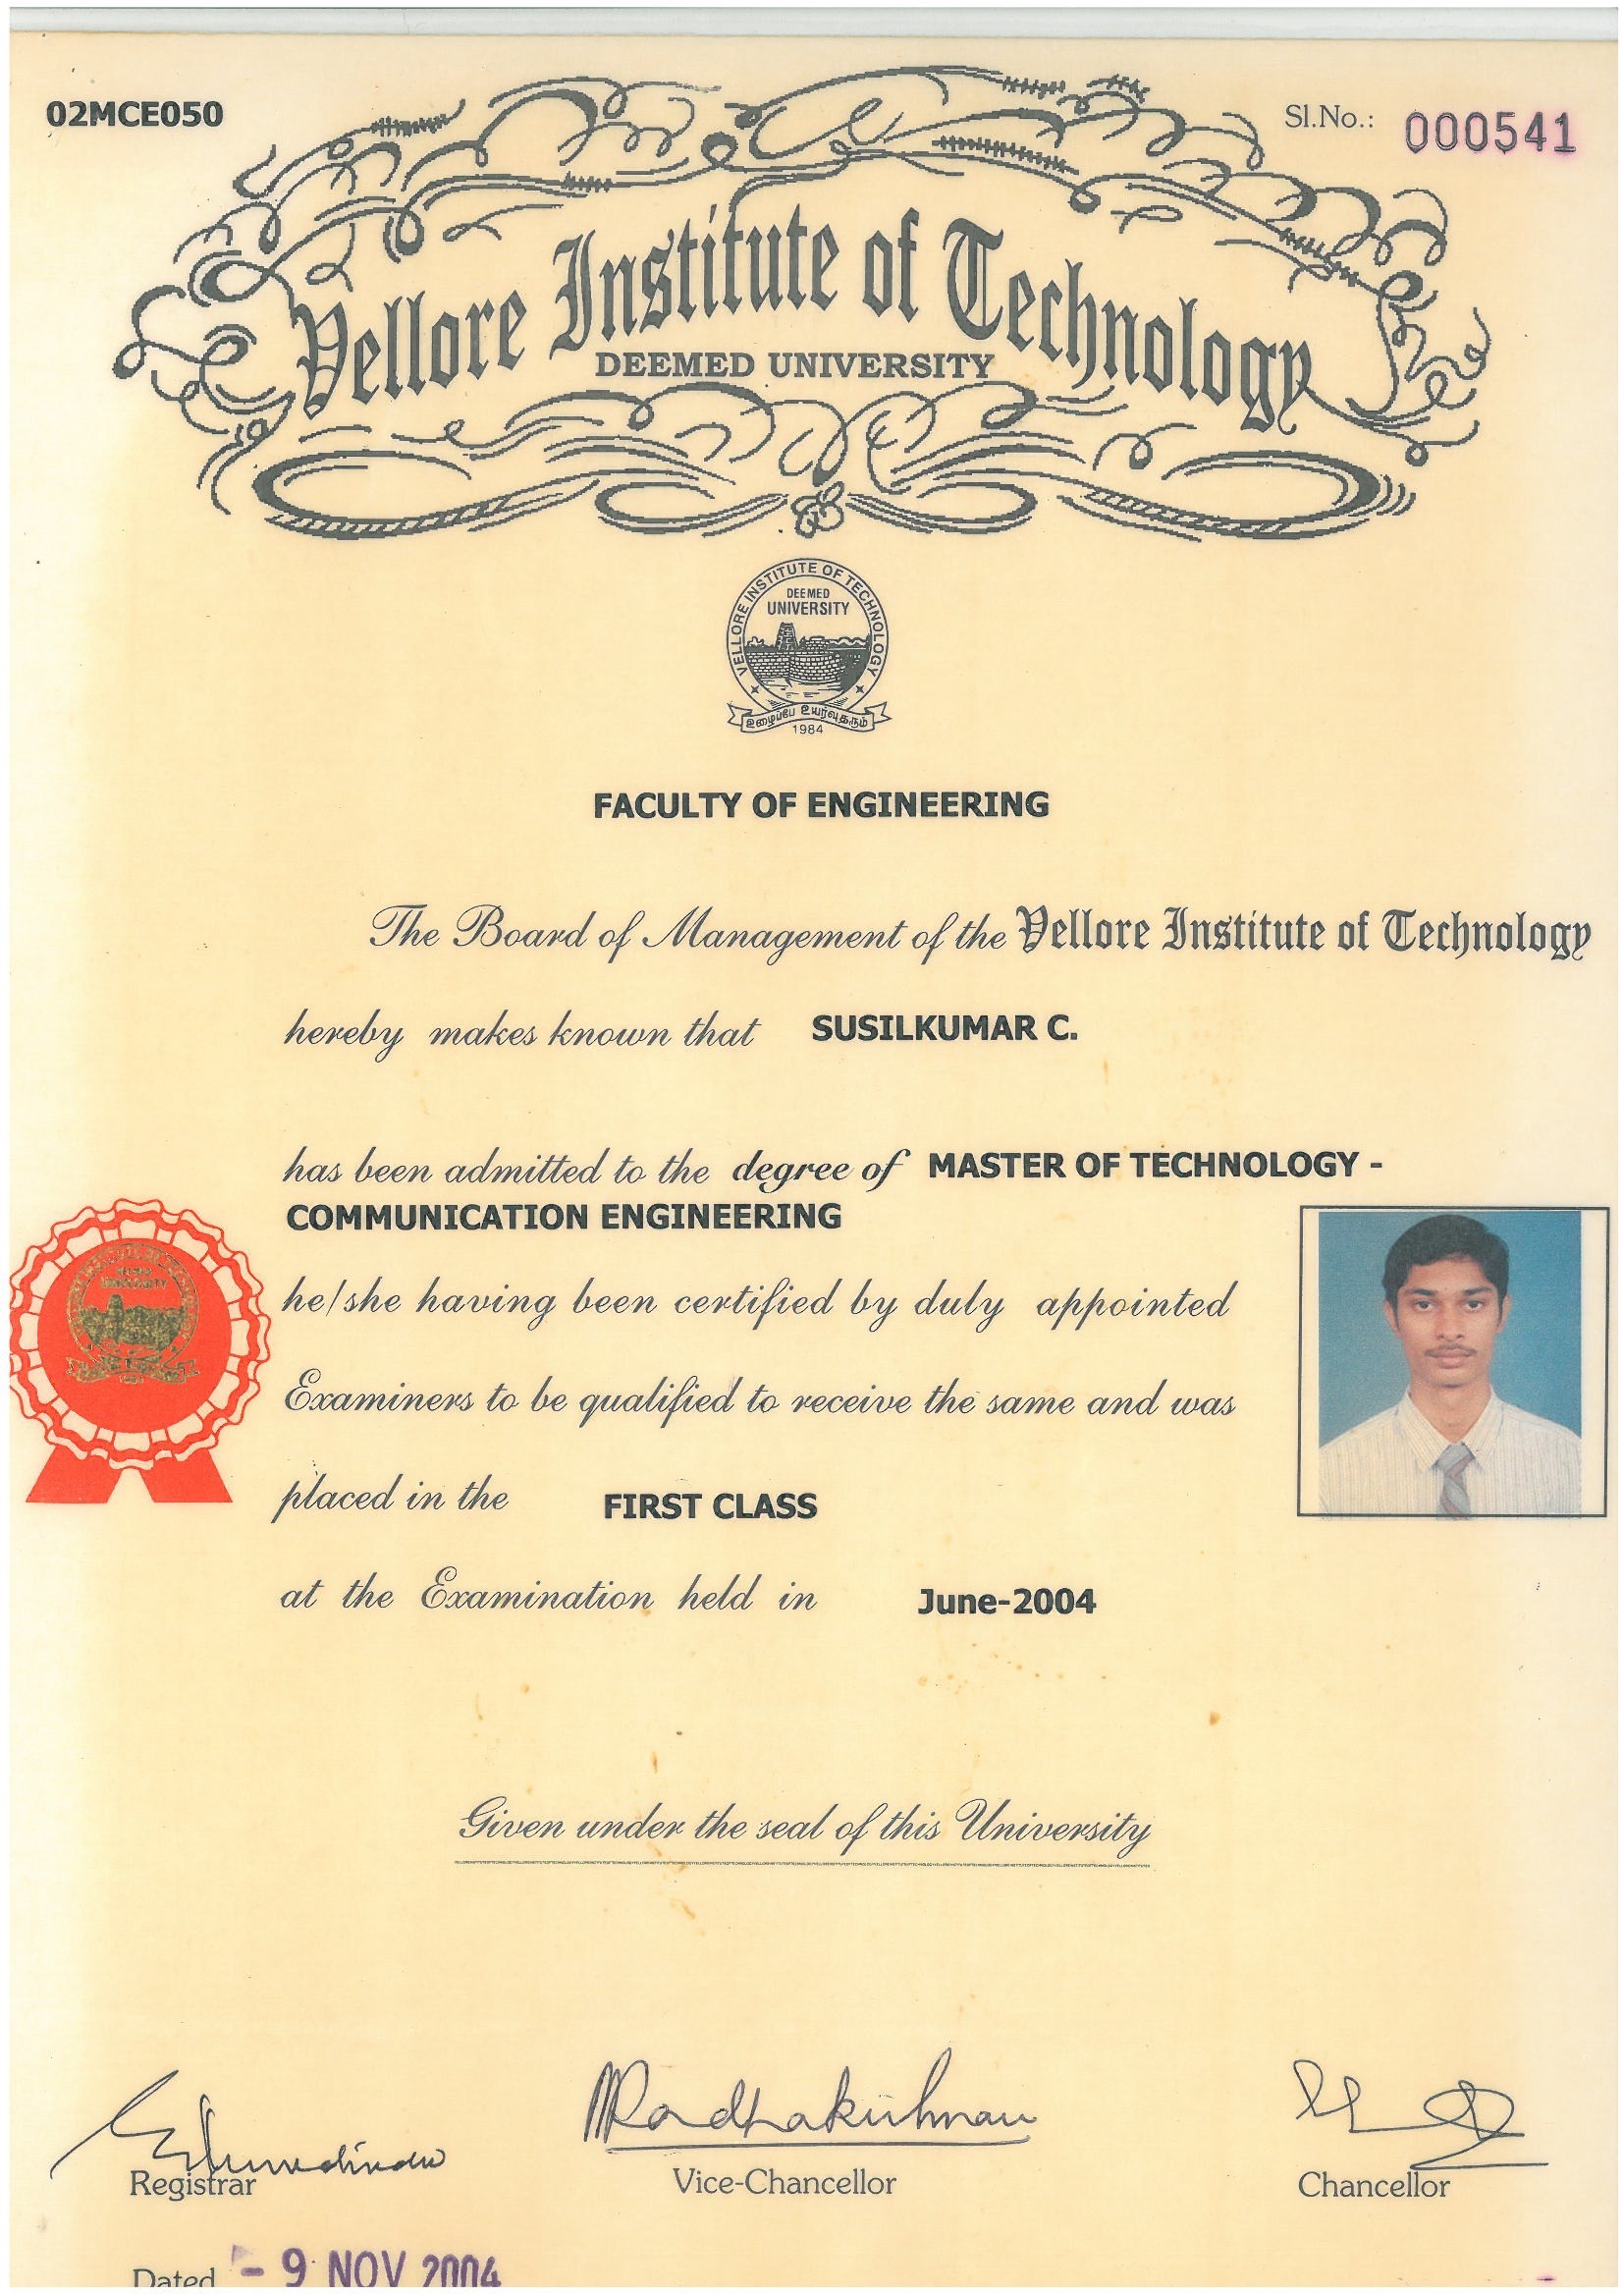 02MCE050
Sl.No.: 000541
Vellore Institute of Technology
DEEMED UNIVERSITY
VELLORE INSTITUTE OF TECHNOLOGY
DEEMED
UNIVERSITY
உழைப்பே உயர்வுதரும்
1984
FACULTY OF ENGINEERING
The Board of Management of the Vellore Institute of Technology
hereby makes known that SUSILKUMAR C.
has been admitted to the degree of MASTER OF TECHNOLOGY -
COMMUNICATION ENGINEERING
he/she having been certified by duly appointed
Examiners to be qualified to receive the same and was
placed in the FIRST CLASS
at the Examination held in June-2004
Given under the seal of this University
Radhakrishnan
Registrar Vice-Chancellor Chancellor
Dated - 9 NOV 2004